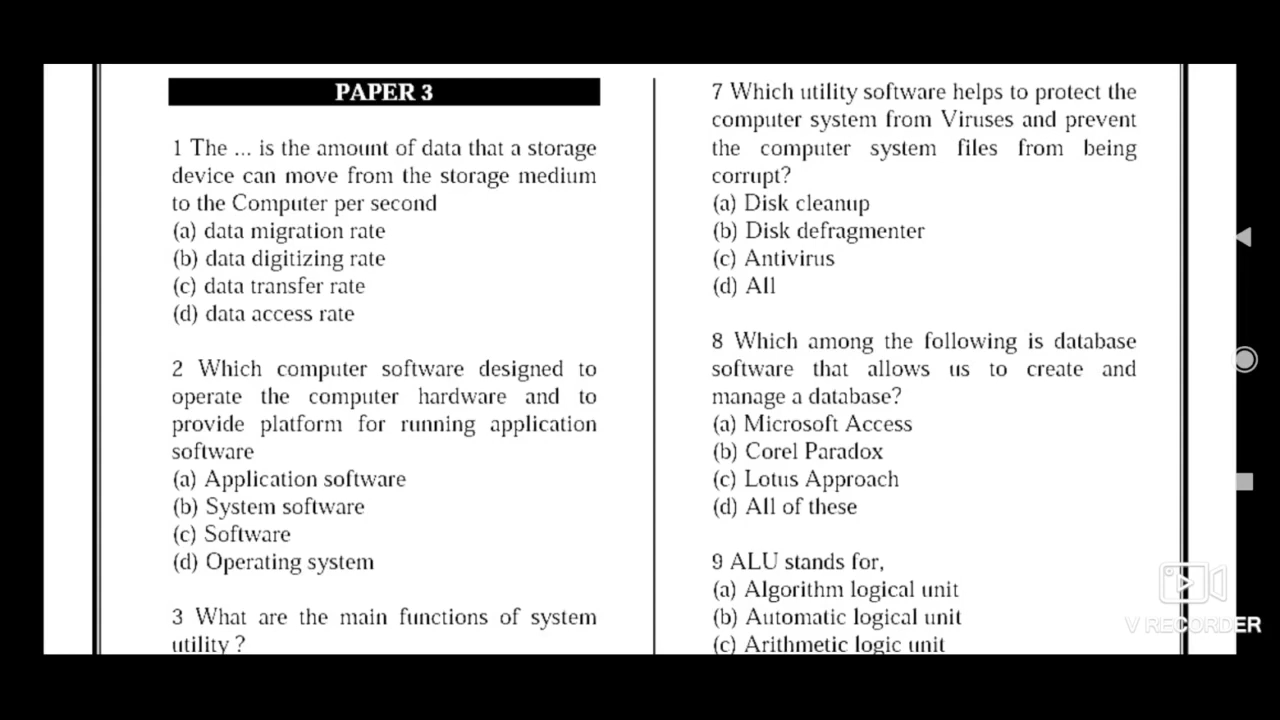 PAPER 3
1 The ... is the amount of data that a storage
device can move from the storage medium
to the Computer per second
(a) data migration rate
(b) data digitizing rate
(c) data transfer rate
(d) data access rate
2 Which computer software designed to
operate the computer hardware and to
provide platform for running application
software
(a) Application software
(b) System software
(c) Software
(d) Operating system
3 What are the main functions of system
utility ?
7 Which utility software helps to protect the
computer system from Viruses and prevent
the computer system files from being
corrupt?
(a) Disk cleanup
(b) Disk defragmenter
(c) Antivirus
(d) All
8 Which among the following is database
software that allows us to create and
manage a database?
(a) Microsoft Access
(b) Corel Paradox
(c) Lotus Approach
(d) All of these
9 ALU stands for,
(a) Algorithm logical unit
(b) Automatic logical unit
(c) Arithmetic logic unit
V RECORDER